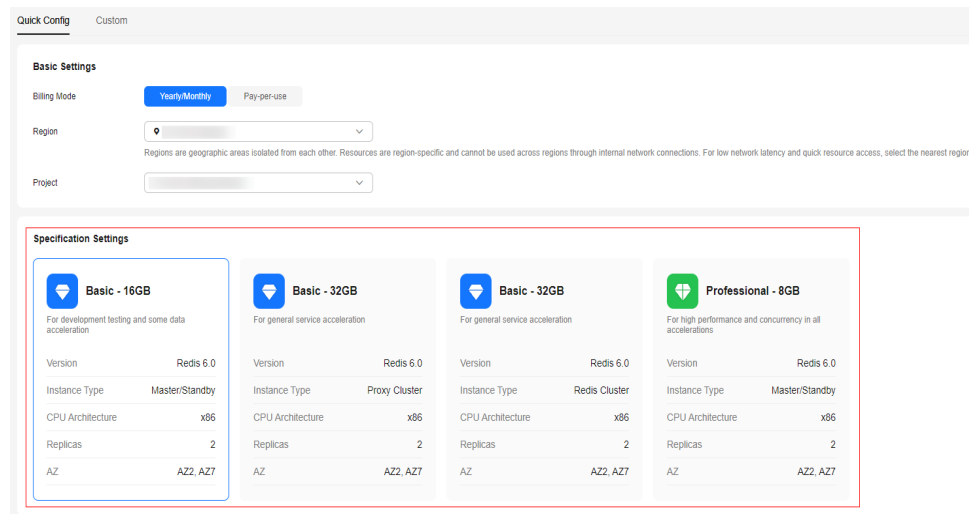 Quick Config Custom
Basic Settings
Billing Mode Yearly/Monthly Pay-per-use
Region
Regions are geographic areas isolated from each other. Resources are region-specific and cannot be used across regions through internal network connections. For low network latency and quick resource access, select the nearest region
Project
Specification Settings
Basic - 16GB
For development testing and some data
acceleration
Version Redis 6.0
Instance Type Master/Standby
CPU Architecture x86
Replicas 2
AZ AZ2, AZ7
Basic - 32GB
For general service acceleration
Version Redis 6.0
Instance Type Proxy Cluster
CPU Architecture x86
Replicas 2
AZ AZ2, AZ7
Basic - 32GB
For general service acceleration
Version Redis 6.0
Instance Type Redis Cluster
CPU Architecture x86
Replicas 2
AZ AZ2, AZ7
Professional - 8GB
For high performance and concurrency in all
accelerations
Version Redis 6.0
Instance Type Master/Standby
CPU Architecture x86
Replicas 2
AZ AZ2, AZ7